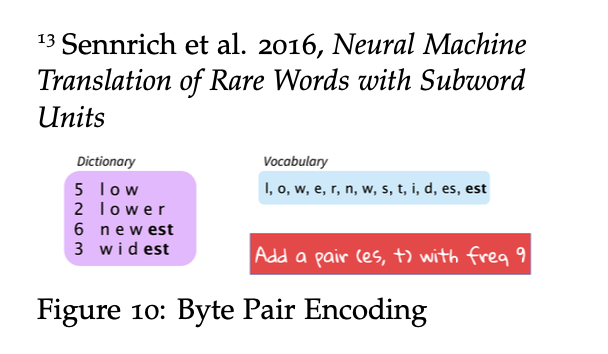 13 Sennrich et al. 2016, Neural Machine
Translation of Rare Words with Subword
Units
Dictionary
5 l o w
2 l o w e r
6 n e w est
3 w i d est
Vocabulary
l, o, w, e, r, n, w, s, t, i, d, es, est
Add a pair (es, t) with freq 9
Figure 10: Byte Pair Encoding